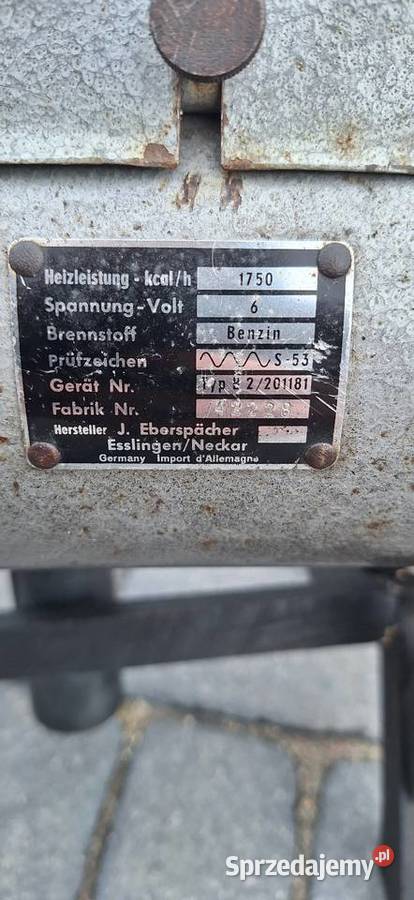 Heizleistung - kcal/h 1750
Spannung-Volt 6
Brennstoff Benzin
Prüfzeichen S-53
Gerät Nr. Typ 2/201181
Fabrik Nr.
Hersteller J. Eberspächer
Esslingen/Neckar
Germany Import d'Allemagne
Sprzedajemy.pl